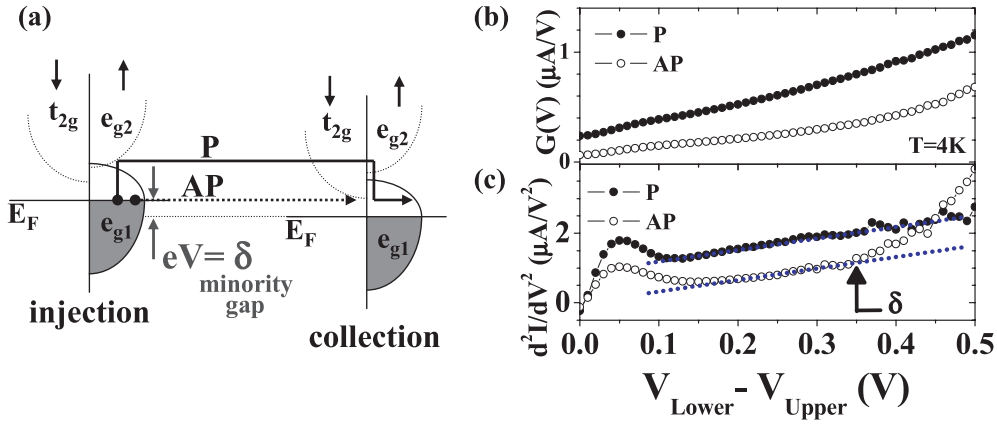 (a)
t2g
eg2
t2g
eg2
P
AP
EF
eg1
EF
eg1
eV= δ
minority
gap
injection
collection
(b)
G(V) (μA/V)
1
0
P
AP
T=4K
(c)
d²I/dV² (μA/V²)
2
0
P
AP
δ
0.0 0.1 0.2 0.3 0.4 0.5
VLower - VUpper (V)